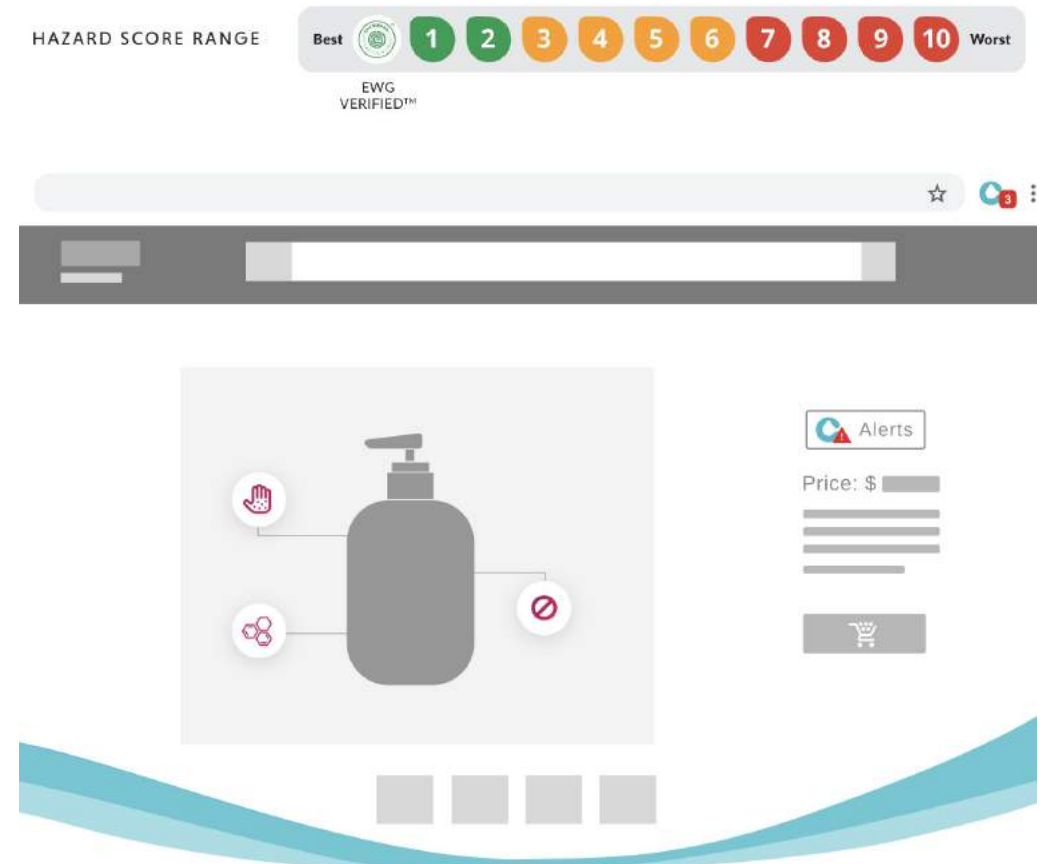 HAZARD SCORE RANGE
Best 1 2 3 4 5 6 7 8 9 10 Worst
EWG
VERIFIED™
3
Alerts
Price: $